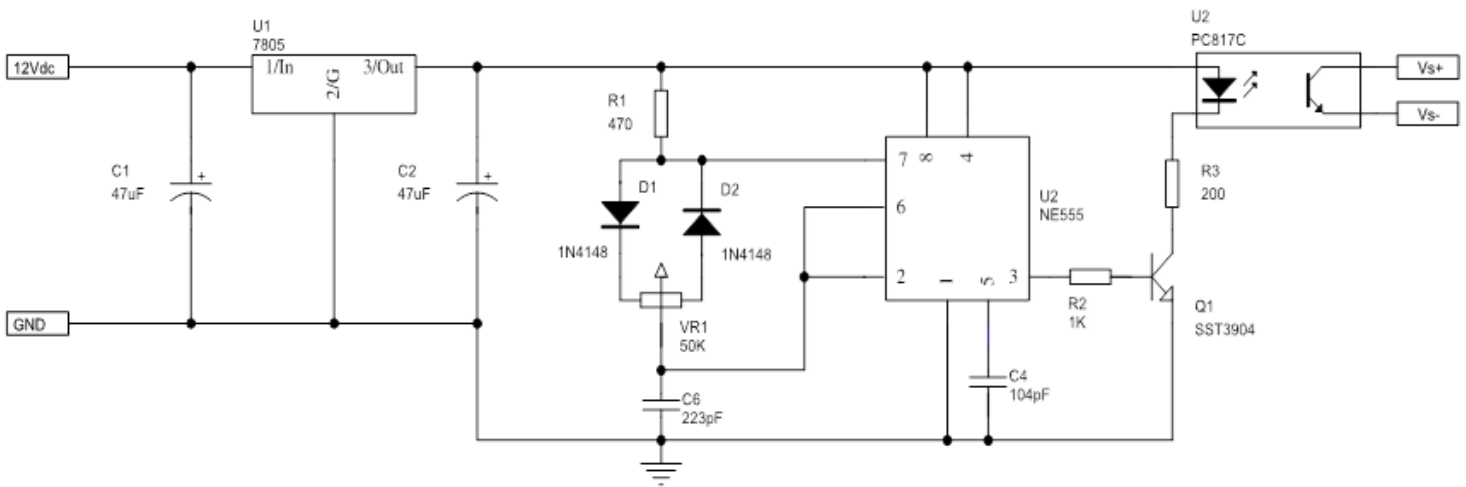 U1
7805
12Vdc
1/In
2/G
3/Out
U2
PC817C
Vs+
Vs-
R1
470
C1
47uF
+
C2
47uF
+
D1
D2
1N4148
1N4148
7
8
4
6
2
1
5
3
U2
NE555
R3
200
R2
1K
Q1
SST3904
GND
VR1
50K
C6
223pF
C4
104pF